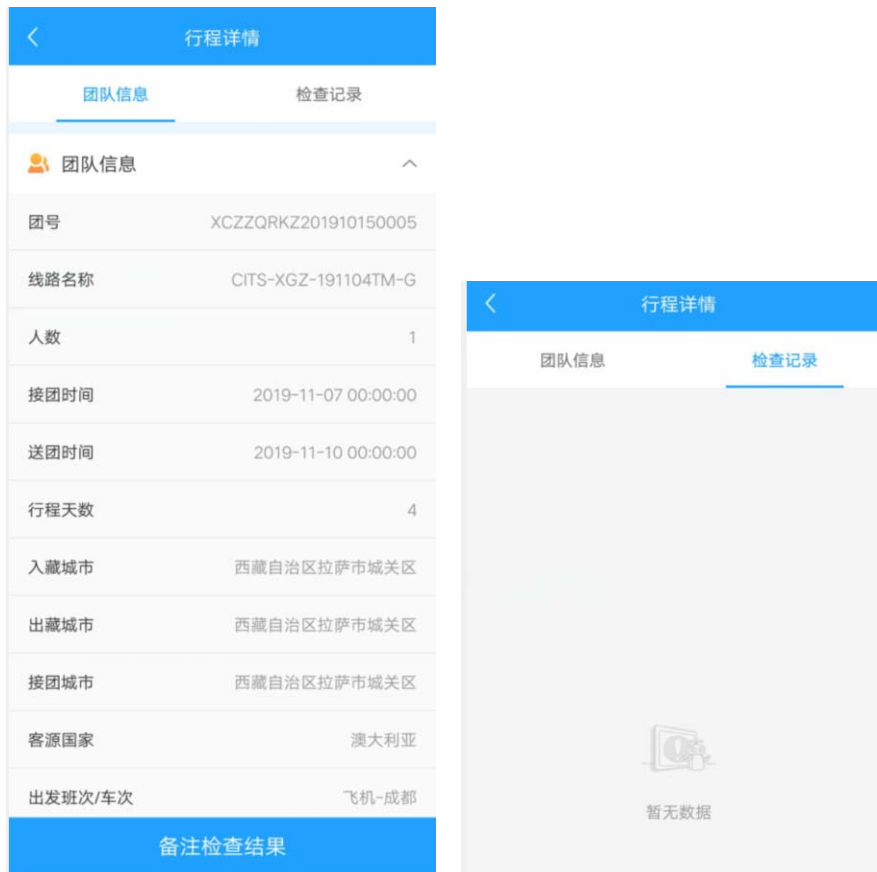 行程详情
团队信息 检查记录
团队信息
团号 XCZZQRKZ201910150005
线路名称 CITS-XGZ-191104TM-G
人数 1
接团时间 2019-11-07 00:00:00
送团时间 2019-11-10 00:00:00
行程天数 4
入藏城市 西藏自治区拉萨市城关区
出藏城市 西藏自治区拉萨市城关区
接团城市 西藏自治区拉萨市城关区
客源国家 澳大利亚
出发班次/车次 飞机-成都
备注检查结果
行程详情
团队信息 检查记录
暂无数据